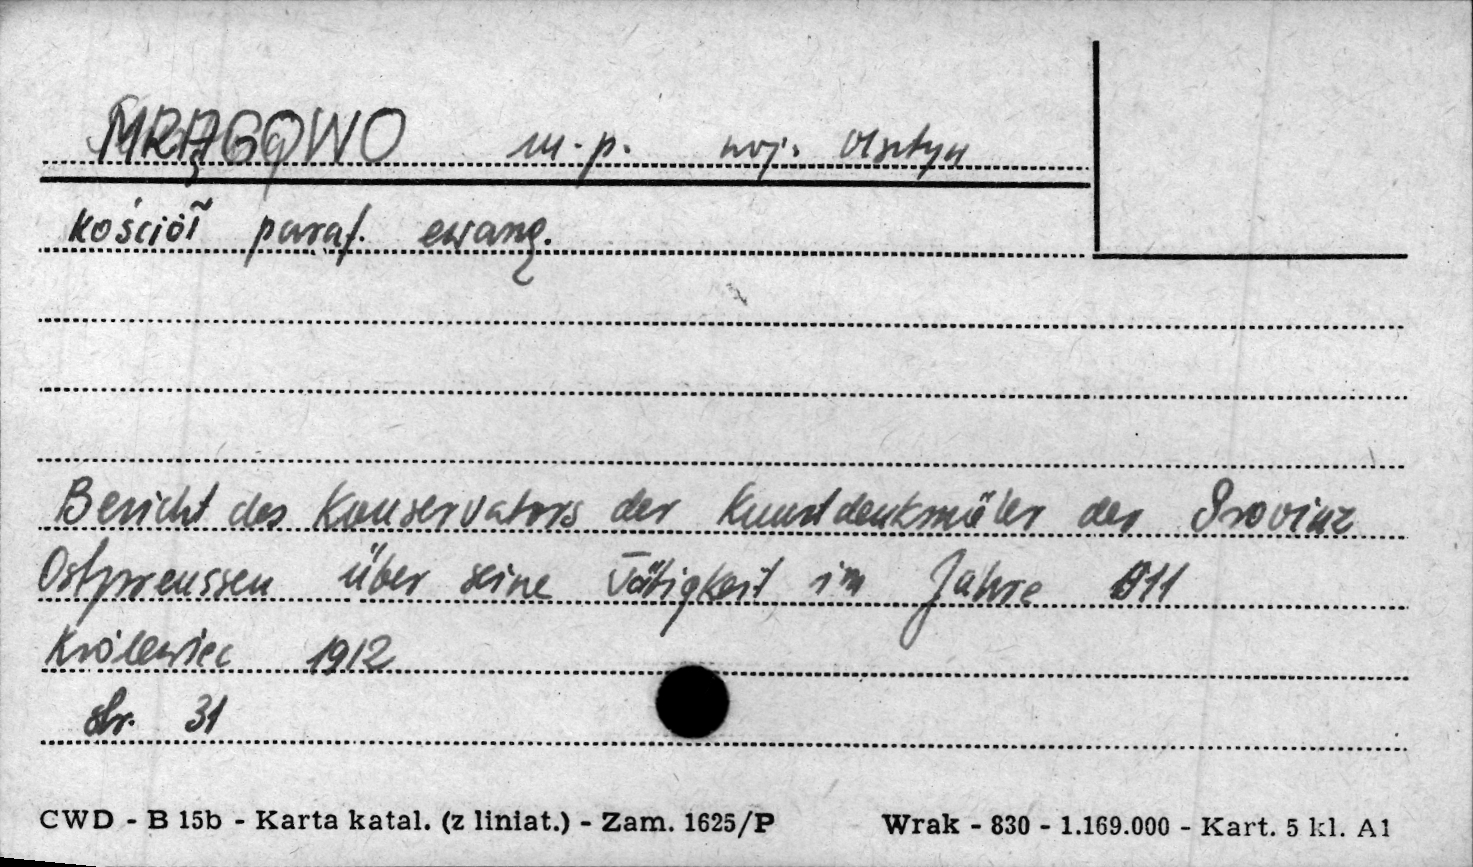 MRĄGOWO m.p. woj. Olsztyn
kościół paraf. ewang.
Bericht des Konservators der Kunstdenkmäler der Provinz
Ostpreussen über seine Tätigkeit im Jahre 1911
Królewiec 1912
str. 31
CWD - B 15b - Karta katal. (z liniat.) - Zam. 1625/P Wrak - 830 - 1.169.000 - Kart. 5 kl. A1